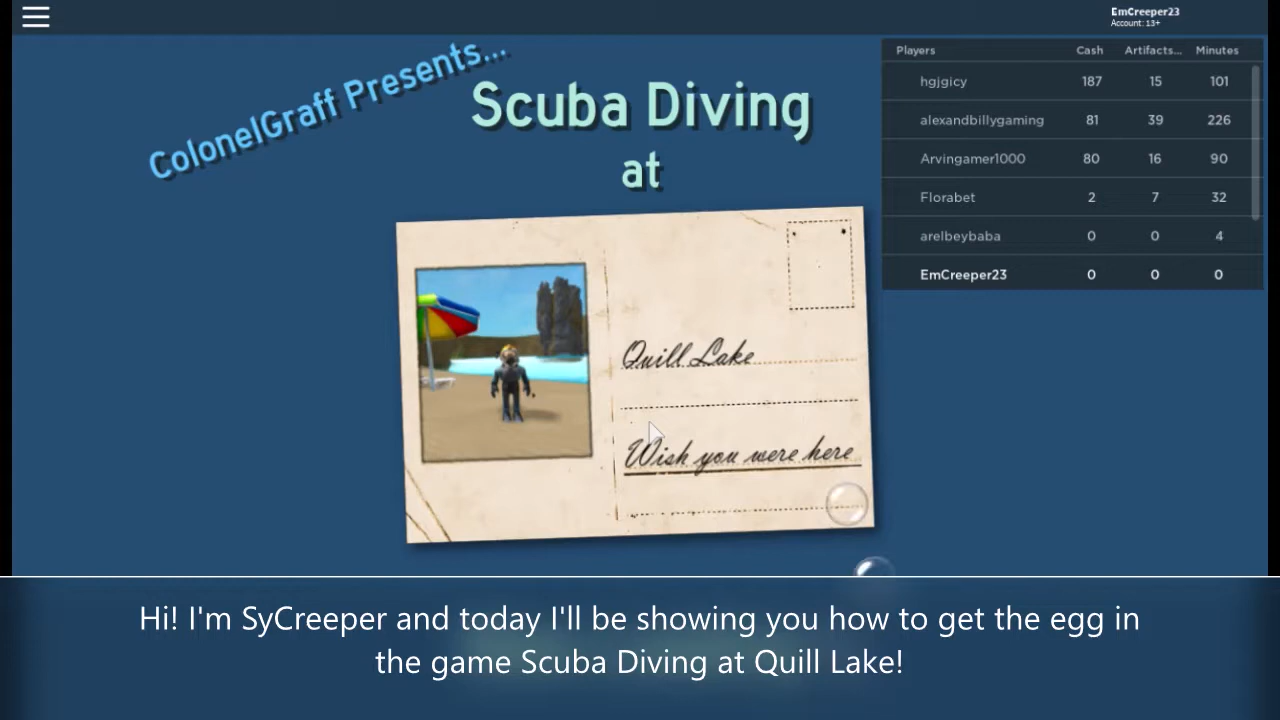 EmCreeper23
Account: 13+
ColonelGraff Presents...
Scuba Diving
at
Players Cash Artifacts... Minutes
hgjgicy 187 15 101
alexandbillygaming 81 39 226
Arvingamer1000 80 16 90
Florabet 2 7 32
arelbeybaba 0 0 4
EmCreeper23 0 0 0
Quill Lake
Wish you were here
Hi! I'm SyCreeper and today I'll be showing you how to get the egg in
the game Scuba Diving at Quill Lake!